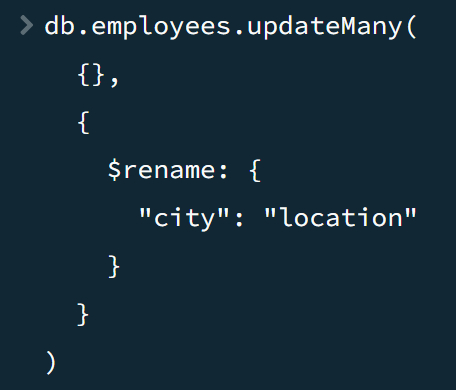 > db.employees.updateMany(
{},
{
$rename: {
"city": "location"
}
}
)